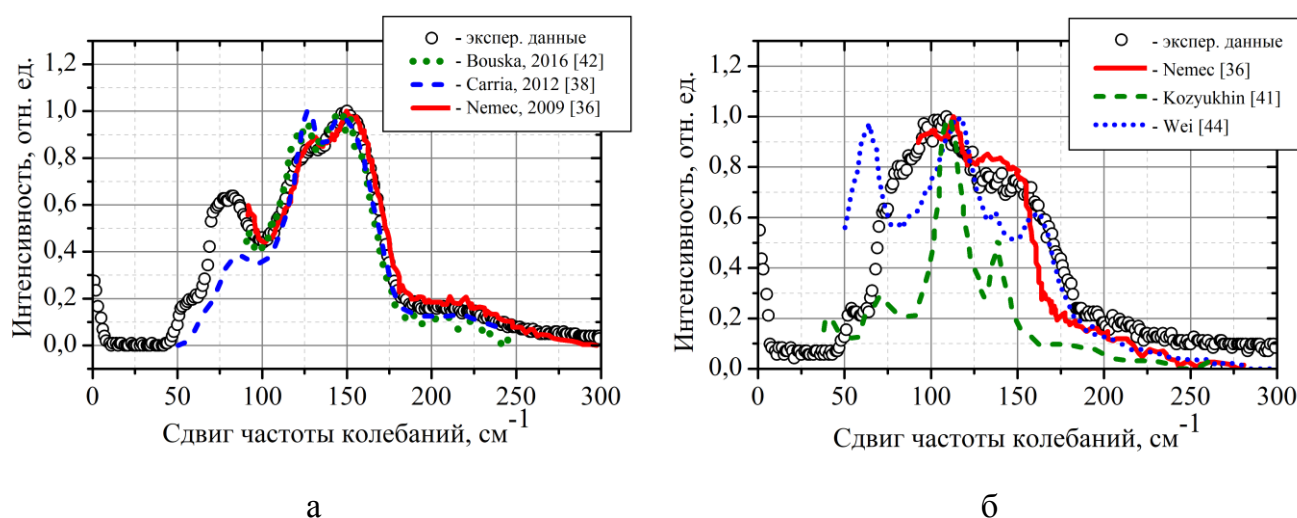 - экспер. данные
- Bouska, 2016 [42]
- Carria, 2012 [38]
- Nemec, 2009 [36]
Интенсивность, отн. ед.
1,2
1,0
0,8
0,6
0,4
0,2
0,0
0 50 100 150 200 250 300
Сдвиг частоты колебаний, см-1
а
- экспер. данные
- Nemec [36]
- Kozyukhin [41]
- Wei [44]
Интенсивность, отн. ед.
1,2
1,0
0,8
0,6
0,4
0,2
0,0
0 50 100 150 200 250 300
Сдвиг частоты колебаний, см-1
б